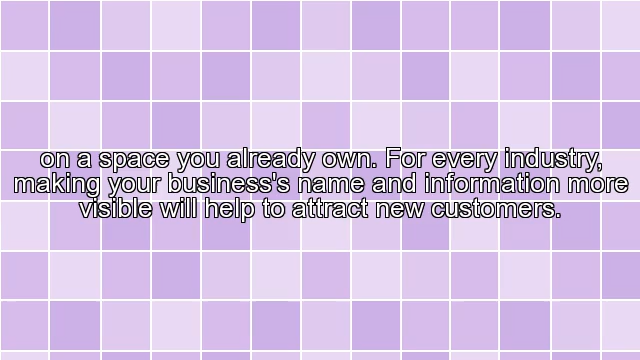 on a space you already own. For every industry,
making your business's name and information more
visible will help to attract new customers.